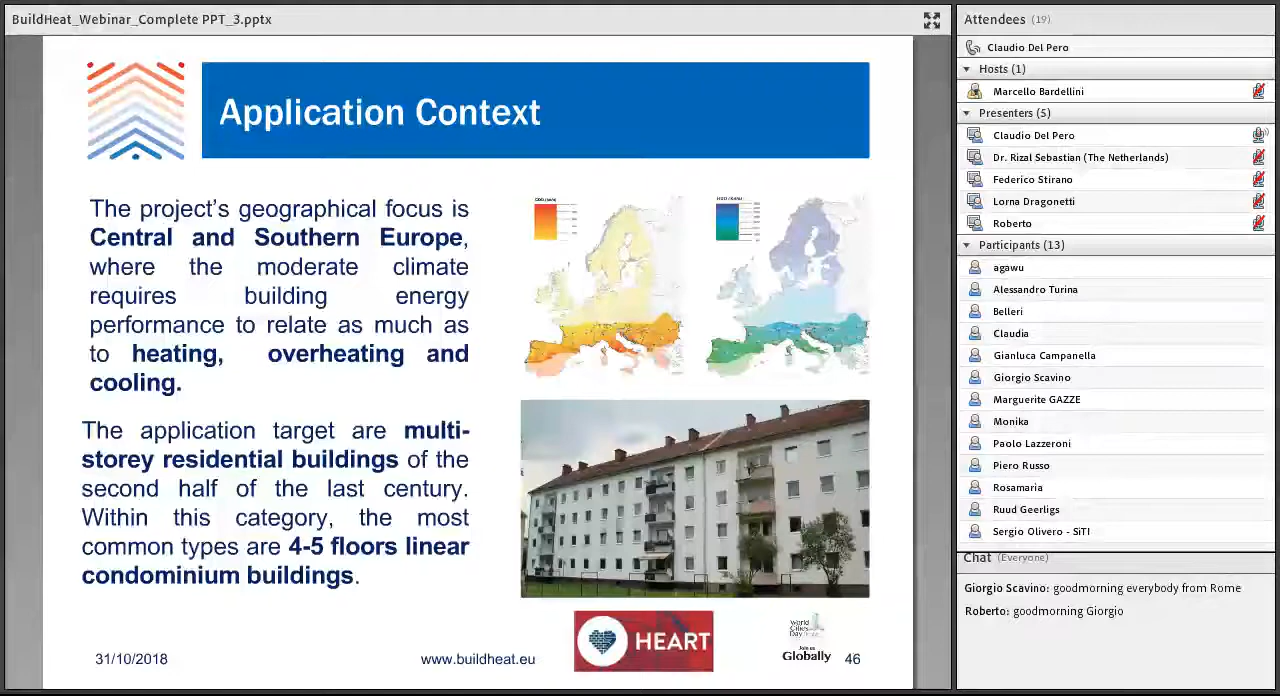 BuildHeat_Webinar_Complete PPT_3.pptx
Application Context
The project's geographical focus is
Central and Southern Europe,
where the moderate climate
requires building energy
performance to relate as much as
to heating, overheating and
cooling.
The application target are multi-
storey residential buildings of the
second half of the last century.
Within this category, the most
common types are 4-5 floors linear
condominium buildings.
HEART
World
Cities
Day
Join us
Globally
31/10/2018
www.buildheat.eu
46
Attendees (19)
Claudio Del Pero
Hosts (1)
Marcello Bardellini
Presenters (5)
Claudio Del Pero
Dr. Rizal Sebastian (The Netherlands)
Federico Stirano
Lorna Dragonetti
Roberto
Participants (13)
agawu
Alessandro Turina
Belleri
Claudia
Gianluca Campanella
Giorgio Scavino
Marguerite GAZZE
Monika
Paolo Lazzeroni
Piero Russo
Rosamaria
Ruud Geerligs
Sergio Olivero - SiTI
Chat (Everyone)
Giorgio Scavino: goodmorning everybody from Rome
Roberto: goodmorning Giorgio